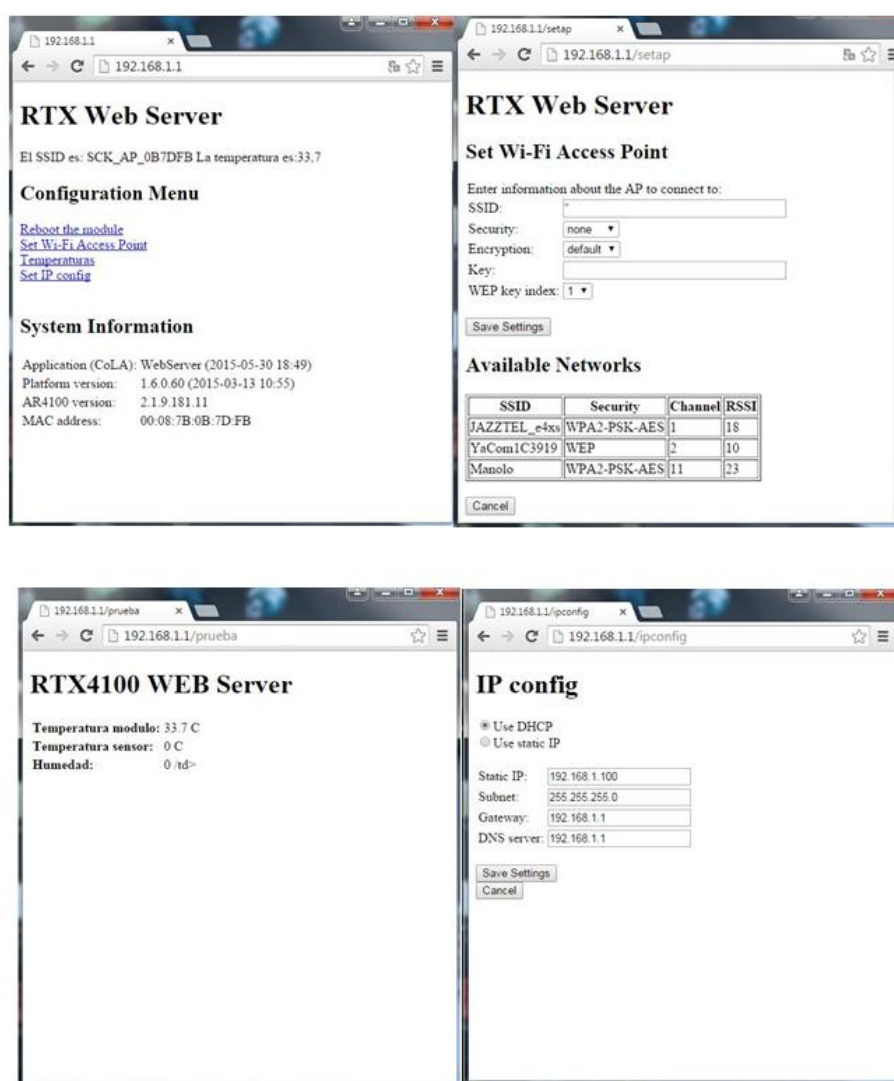 192.168.1.1
192.168.1.1
RTX Web Server
El SSID es: SCK_AP_0B7DFB La temperatura es:33,7
Configuration Menu
Reboot the module
Set Wi-Fi Access Point
Temperaturas
Set IP config
System Information
Application (CoLA): WebServer (2015-05-30 18:49)
Platform version: 1.6.0.60 (2015-03-13 10:55)
AR4100 version: 2.1.9.181.11
MAC address: 00:08:7B:0B:7D:FB
192.168.1.1/setap
192.168.1.1/setap
RTX Web Server
Set Wi-Fi Access Point
Enter information about the AP to connect to:
SSID: "
Security: none
Encryption: default
Key:
WEP key index: 1
Save Settings
Available Networks
SSID Security Channel RSSI
JAZZTEL_e4xs WPA2-PSK-AES 1 18
YaCom1C3919 WEP 2 10
Manolo WPA2-PSK-AES 11 23
Cancel
192.168.1.1/prueba
192.168.1.1/prueba
RTX4100 WEB Server
Temperatura modulo: 33.7 C
Temperatura sensor: 0 C
Humedad: 0 /td>
192.168.1.1/ipconfig
192.168.1.1/ipconfig
IP config
Use DHCP
Use static IP
Static IP: 192.168.1.100
Subnet: 255.255.255.0
Gateway: 192.168.1.1
DNS server: 192.168.1.1
Save Settings
Cancel